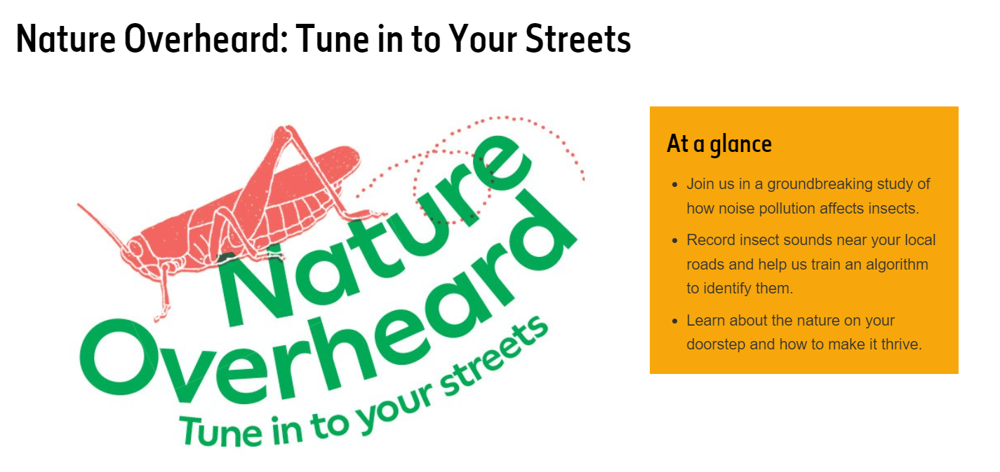 Nature Overheard: Tune in to Your Streets
Nature
Overheard
Tune in to your streets
At a glance
Join us in a groundbreaking study of
how noise pollution affects insects.
Record insect sounds near your local
roads and help us train an algorithm
to identify them.
Learn about the nature on your
doorstep and how to make it thrive.